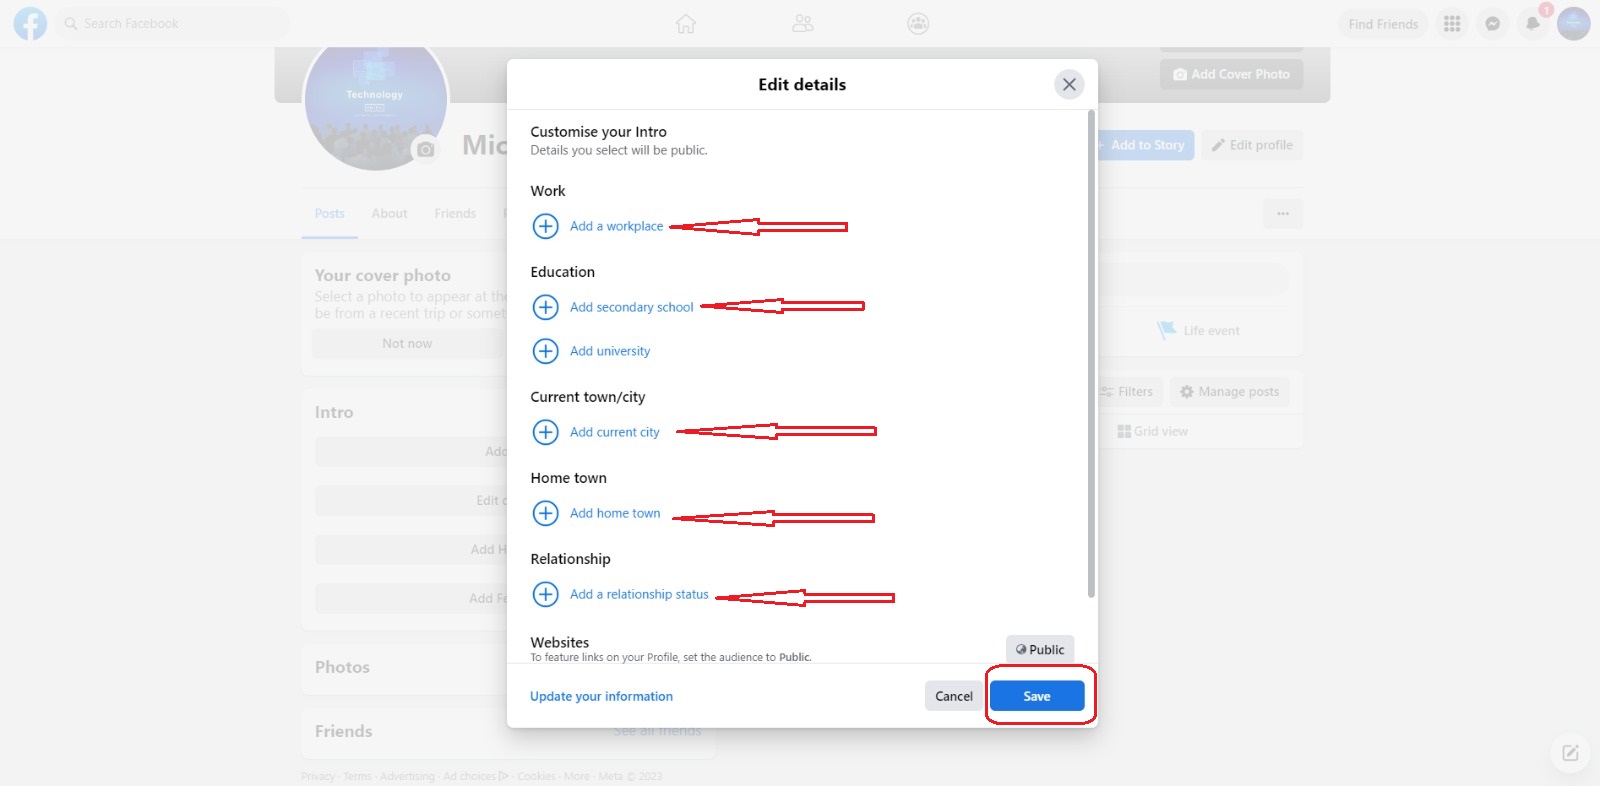 Search Facebook
Find Friends
1
Technology
Add Cover Photo
Mic
Add to Story
Edit profile
Posts
About
Friends
Your cover photo
Select a photo to appear at the
be from a recent trip or somet
Not now
Intro
Add
Edit d
Add H
Add Fe
Photos
Friends
See all friends
Privacy · Terms · Advertising · Ad choices · Cookies · More · Meta © 2023
Life event
Filters
Manage posts
Grid view
Edit details
Customise your Intro
Details you select will be public.
Work
Add a workplace
Education
Add secondary school
Add university
Current town/city
Add current city
Home town
Add home town
Relationship
Add a relationship status
Websites
To feature links on your Profile, set the audience to Public.
Public
Update your information
Cancel
Save